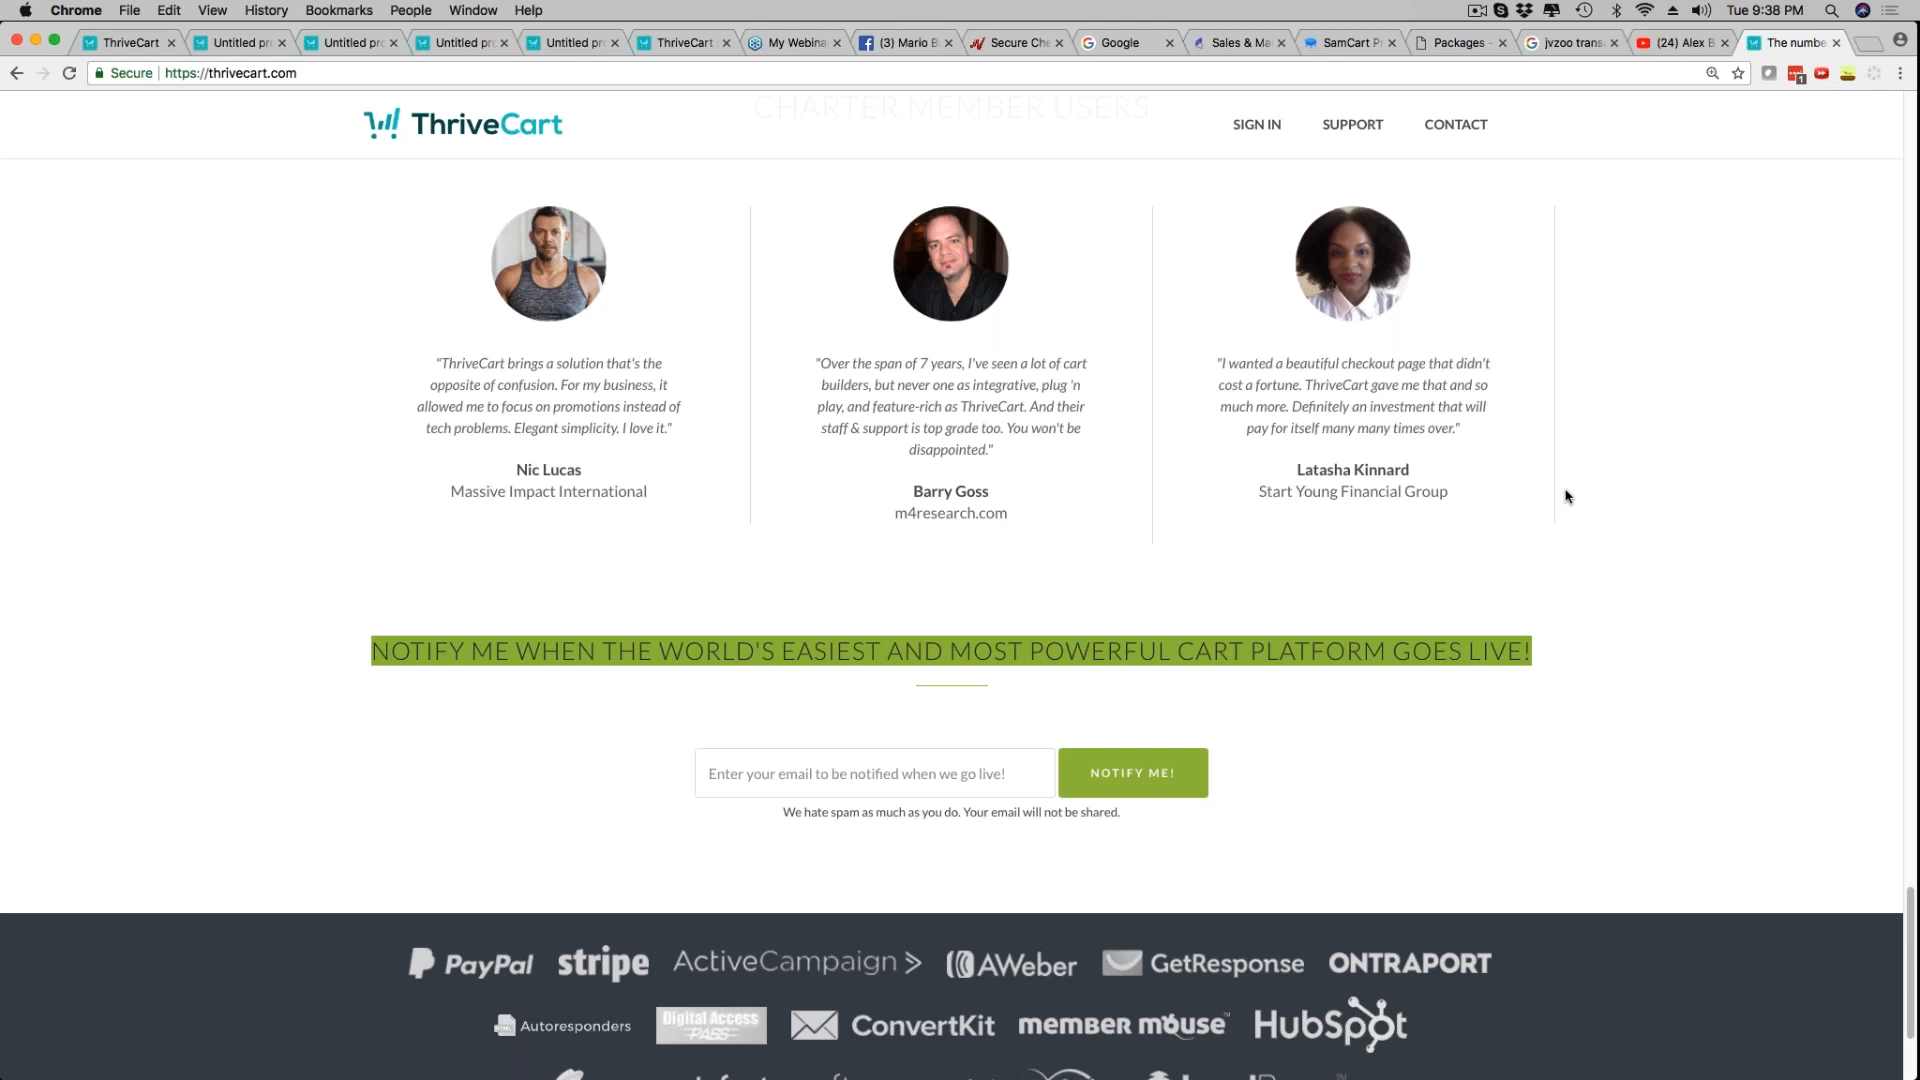 Chrome File Edit View History Bookmarks People Window Help Tue 9:38 PM
ThriveCart Untitled pro Untitled pro Untitled pro Untitled pro ThriveCart My Webina (3) Mario B Secure Che Google Sales & Ma SamCart Pr Packages - jvzoo trans (24) Alex B The numbe
Secure https://thrivecart.com
1
CHARTER MEMBER USERS
ThriveCart
SIGN IN SUPPORT CONTACT
"ThriveCart brings a solution that's the
opposite of confusion. For my business, it
allowed me to focus on promotions instead of
tech problems. Elegant simplicity. I love it."
Nic Lucas
Massive Impact International
"Over the span of 7 years, I've seen a lot of cart
builders, but never one as integrative, plug 'n
play, and feature-rich as ThriveCart. And their
staff & support is top grade too. You won't be
disappointed."
Barry Goss
m4research.com
"I wanted a beautiful checkout page that didn't
cost a fortune. ThriveCart gave me that and so
much more. Definitely an investment that will
pay for itself many many times over."
Latasha Kinnard
Start Young Financial Group
NOTIFY ME WHEN THE WORLD'S EASIEST AND MOST POWERFUL CART PLATFORM GOES LIVE!
Enter your email to be notified when we go live!
NOTIFY ME!
We hate spam as much as you do. Your email will not be shared.
PayPal stripe ActiveCampaign AWeber GetResponse ONTRAPORT
Autoresponders Digital Access PASS ConvertKit member mouse HubSpot